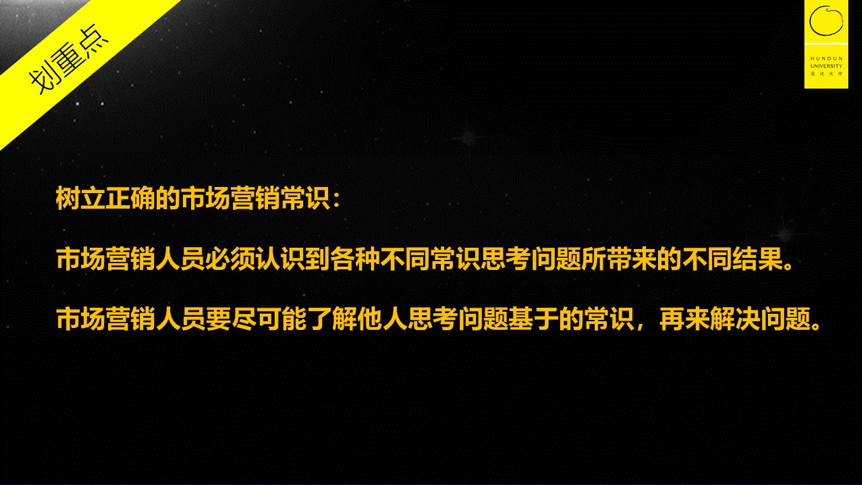 划重点
HUNDUN
UNIVERSITY
混沌大学
树立正确的市场营销常识：
市场营销人员必须认识到各种不同常识思考问题所带来的不同结果。
市场营销人员要尽可能了解他人思考问题基于的常识，再来解决问题。